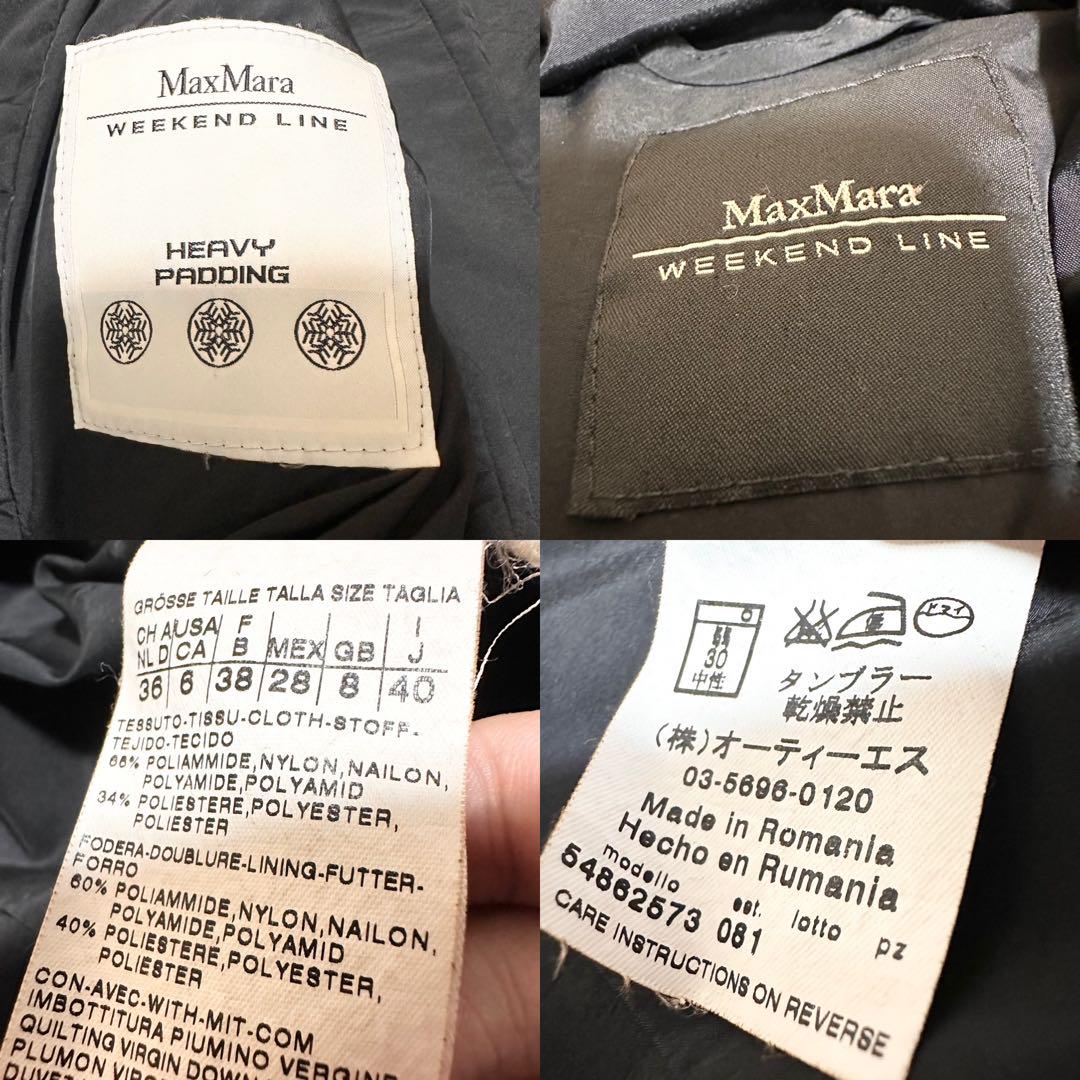 MaxMara
WEEKEND LINE
HEAVY
PADDING
MaxMara
WEEKEND LINE
GRÖSSE TAILLE TALLA SIZE TAGLIA
CH A USA F I
NL D CA B MEX GB J
36 6 38 28 8 40
TESSUTO-TISSU-CLOTH-STOFF-
TEJIDO-TECIDO
66% POLIAMMIDE,NYLON,NAILON,
POLYAMIDE,POLYAMID
34% POLIESTERE,POLYESTER,
POLIESTER
FODERA-DOUBLURE-LINING-FUTTER-
FORRO
60% POLIAMMIDE,NYLON,NAILON,
POLYAMIDE,POLYAMID
40% POLIESTERE,POLYESTER,
POLIESTER
CON-AVEC-WITH-MIT-COM
IMBOTTITURA PIUMINO VERGINE
QUILTING VIRGIN DOWN
PLUMON
30
中性
ドライ
タンブラー
乾燥禁止
(株)オーティーエス
03-5696-0120
Made in Romania
Hecho en Rumania
modello est. lotto pz
54862573 081
CARE INSTRUCTIONS ON REVERSE